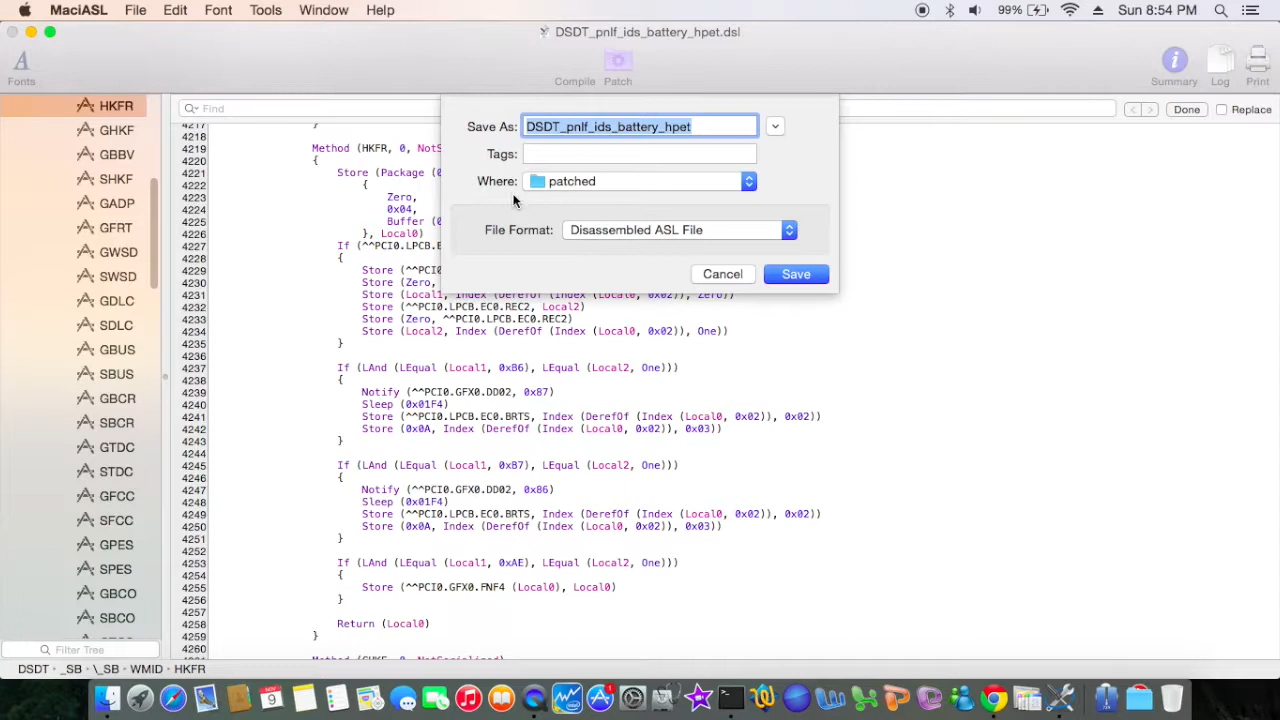 MaciASL File Edit Font Tools Window Help 99% Sun 8:54 PM
DSDT_pnlf_ids_battery_hpet.dsl
A
Fonts Compile Patch Summary Log Print
Find Done Replace
HKFR
GHKF
GBBV
SHKF
GADP
GFRT
GWSD
SWSD
GDLC
SDLC
GBUS
SBUS
GBCR
SBCR
GTDC
STDC
GFCC
SFCC
GPES
SPES
GBCO
SBCO
Filter Tree
Save As: DSDT_pnlf_ids_battery_hpet
Tags:
Where: patched
File Format: Disassembled ASL File
Cancel Save
4217 }
4218
4219 Method (HKFR, 0, NotS
4220 {
4221 Store (Package (
4222 {
4223 Zero,
4224 0x04,
4226 Buffer (0
4226 }, Local0)
4227 If (^^PCI0.LPCB.E
4228 {
4229 Store (^^PCI0
4230 Store (Zero,
4231 Store (Local1, Index (DerefOf (Index (Local0, 0x02)), Zero))
4232 Store (^^PCI0.LPCB.EC0.REC2, Local2)
4233 Store (Zero, ^^PCI0.LPCB.EC0.REC2)
4234 Store (Local2, Index (DerefOf (Index (Local0, 0x02)), One))
4235 }
4236
4237 If (LAnd (LEqual (Local1, 0xB6), LEqual (Local2, One)))
4238 {
4239 Notify (^^PCI0.GFX0.DD02, 0x87)
4240 Sleep (0x01F4)
4241 Store (^^PCI0.LPCB.EC0.BRTS, Index (DerefOf (Index (Local0, 0x02)), 0x02))
4242 Store (0x0A, Index (DerefOf (Index (Local0, 0x02)), 0x03))
4243 }
4244
4245 If (LAnd (LEqual (Local1, 0xB7), LEqual (Local2, One)))
4246 {
4247 Notify (^^PCI0.GFX0.DD02, 0x86)
4248 Sleep (0x01F4)
4249 Store (^^PCI0.LPCB.EC0.BRTS, Index (DerefOf (Index (Local0, 0x02)), 0x02))
4250 Store (0x0A, Index (DerefOf (Index (Local0, 0x02)), 0x03))
4251 }
4252
4253 If (LAnd (LEqual (Local1, 0xAE), LEqual (Local2, One)))
4254 {
4255 Store (^^PCI0.GFX0.FNF4 (Local0), Local0)
4256 }
4257
4258 Return (Local0)
4259 }
4260
DSDT _SB \_SB WMID HKFR